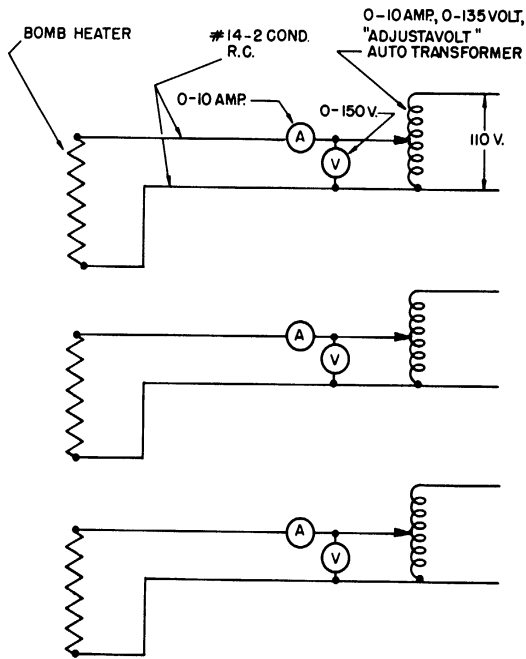 BOMB HEATER
#14-2 COND.
R.C.
0-10 AMP, 0-135 VOLT,
"ADJUSTAVOLT"
AUTO TRANSFORMER
0-10 AMP.
0-150 V.
A
V
110 V.
A
V
A
V